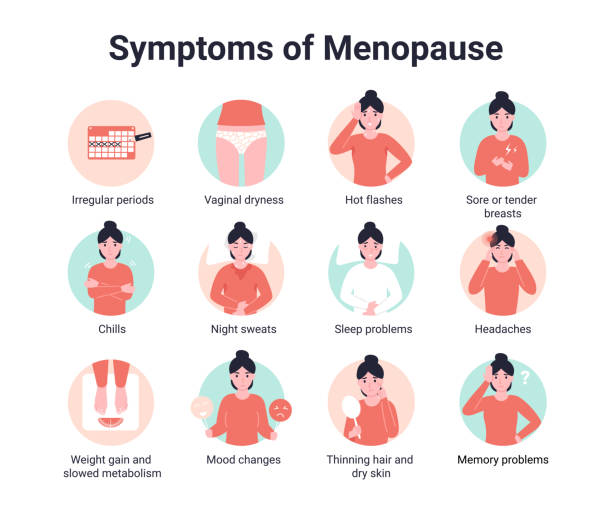 Symptoms of Menopause
Irregular periods
Vaginal dryness
Hot flashes
Sore or tender
breasts
Chills
Night sweats
Sleep problems
Headaches
Weight gain and
slowed metabolism
Mood changes
Thinning hair and
dry skin
Memory problems
?